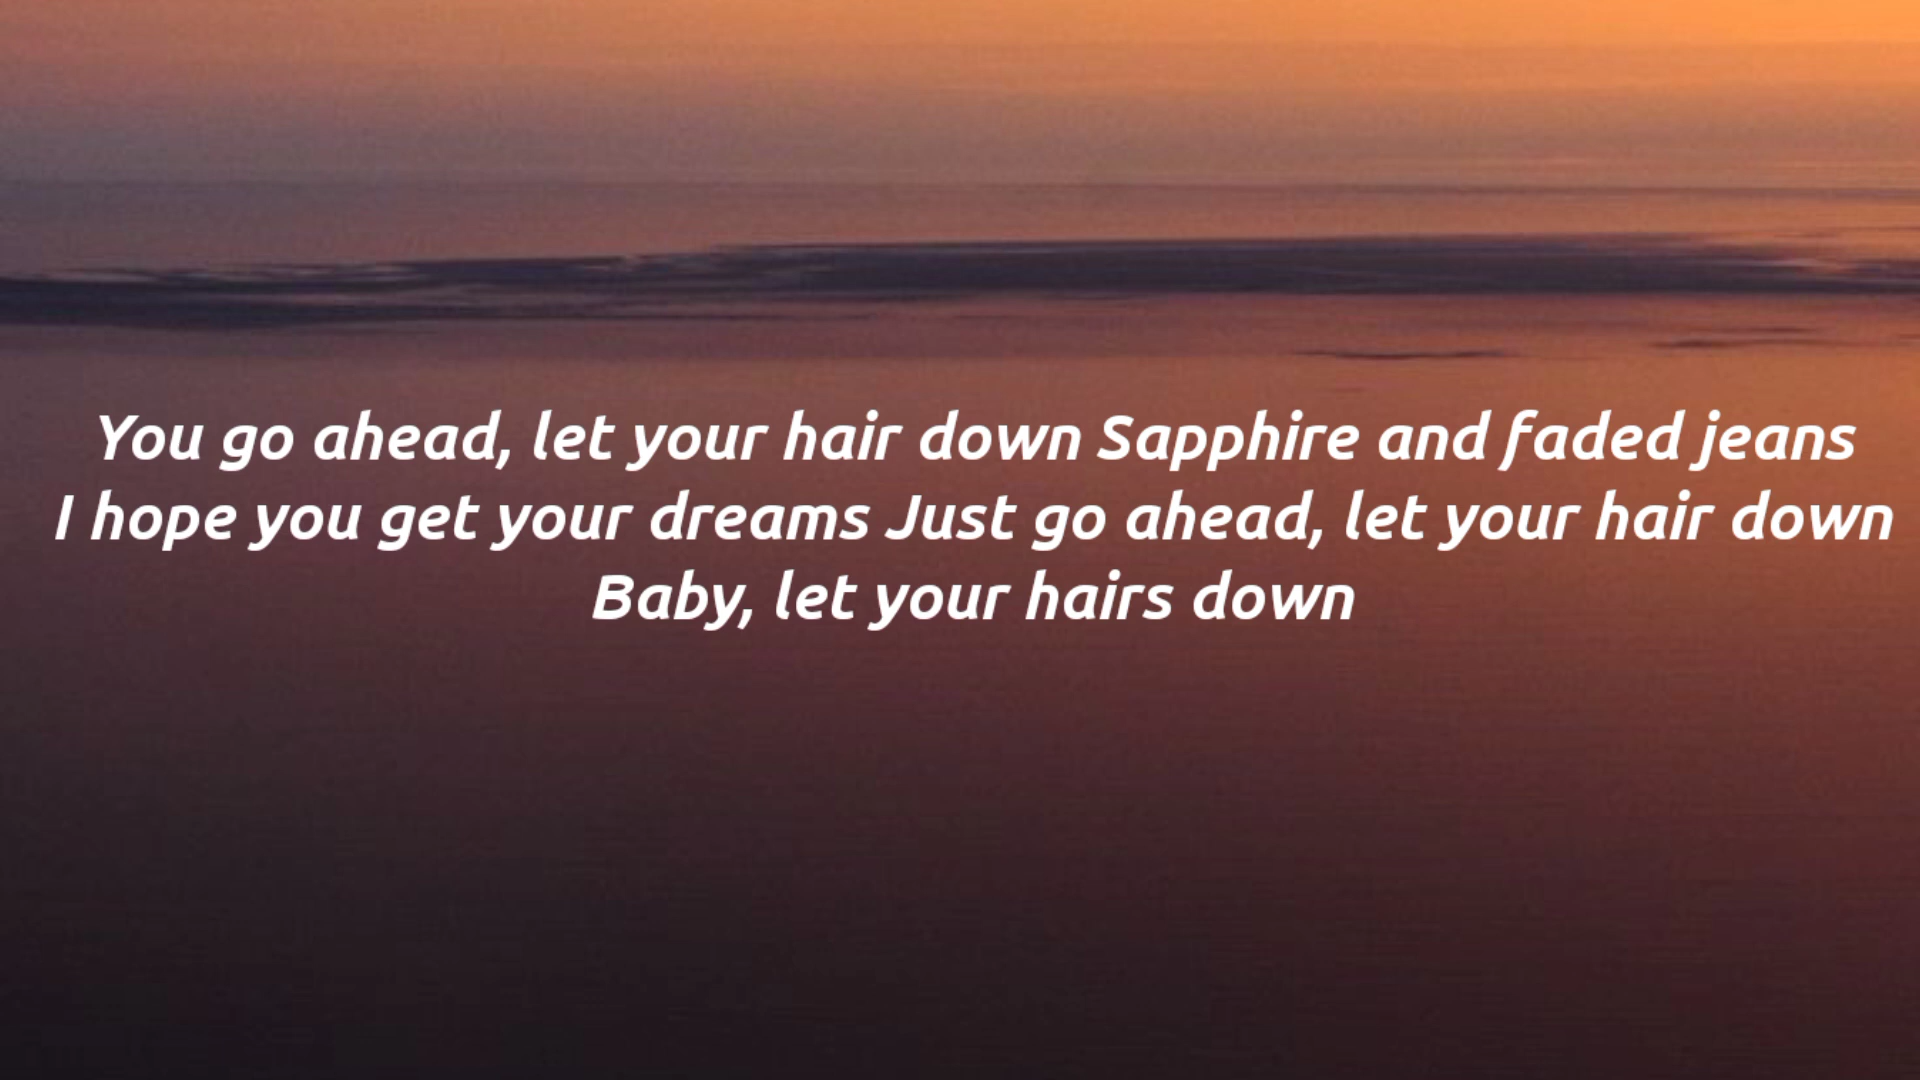 You go ahead, let your hair down Sapphire and faded jeans
I hope you get your dreams Just go ahead, let your hair down
Baby, let your hairs down